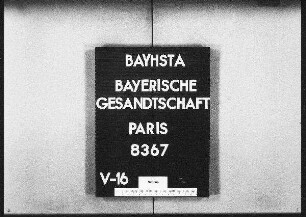 BAYHSTA
BAYERISCHE
GESANDTSCHAFT
PARIS
8367
V-16